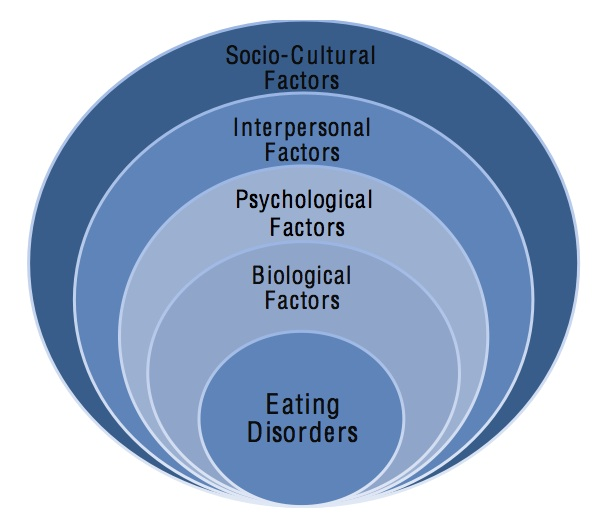 Socio-Cultural
Factors
Interpersonal
Factors
Psychological
Factors
Biological
Factors
Eating
Disorders